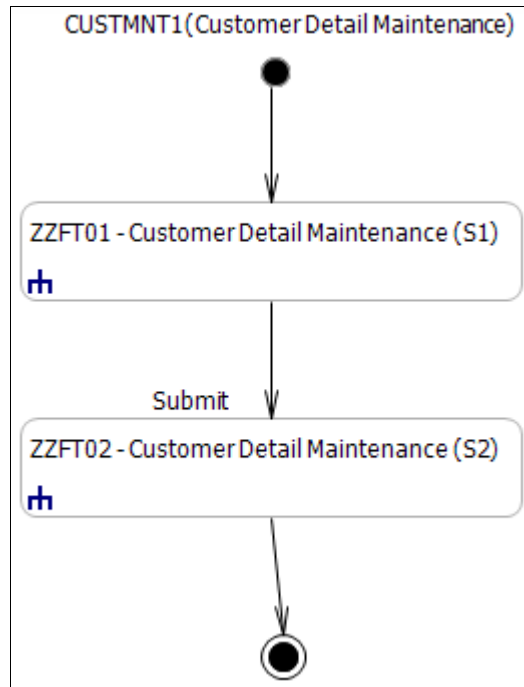 CUSTMNT1(Customer Detail Maintenance)
ZZFT01 - Customer Detail Maintenance (S1)
Submit
ZZFT02 - Customer Detail Maintenance (S2)